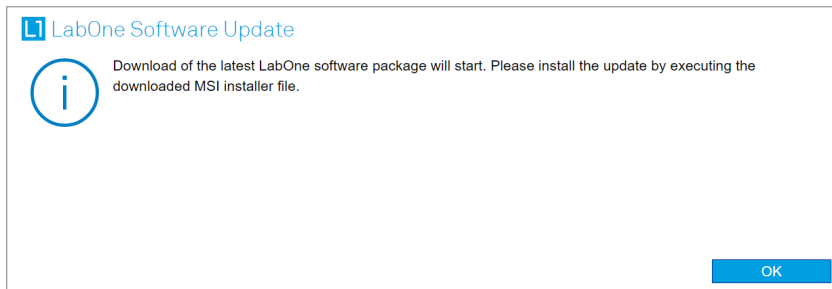 L1 LabOne Software Update
Download of the latest LabOne software package will start. Please install the update by executing the
downloaded MSI installer file.
OK